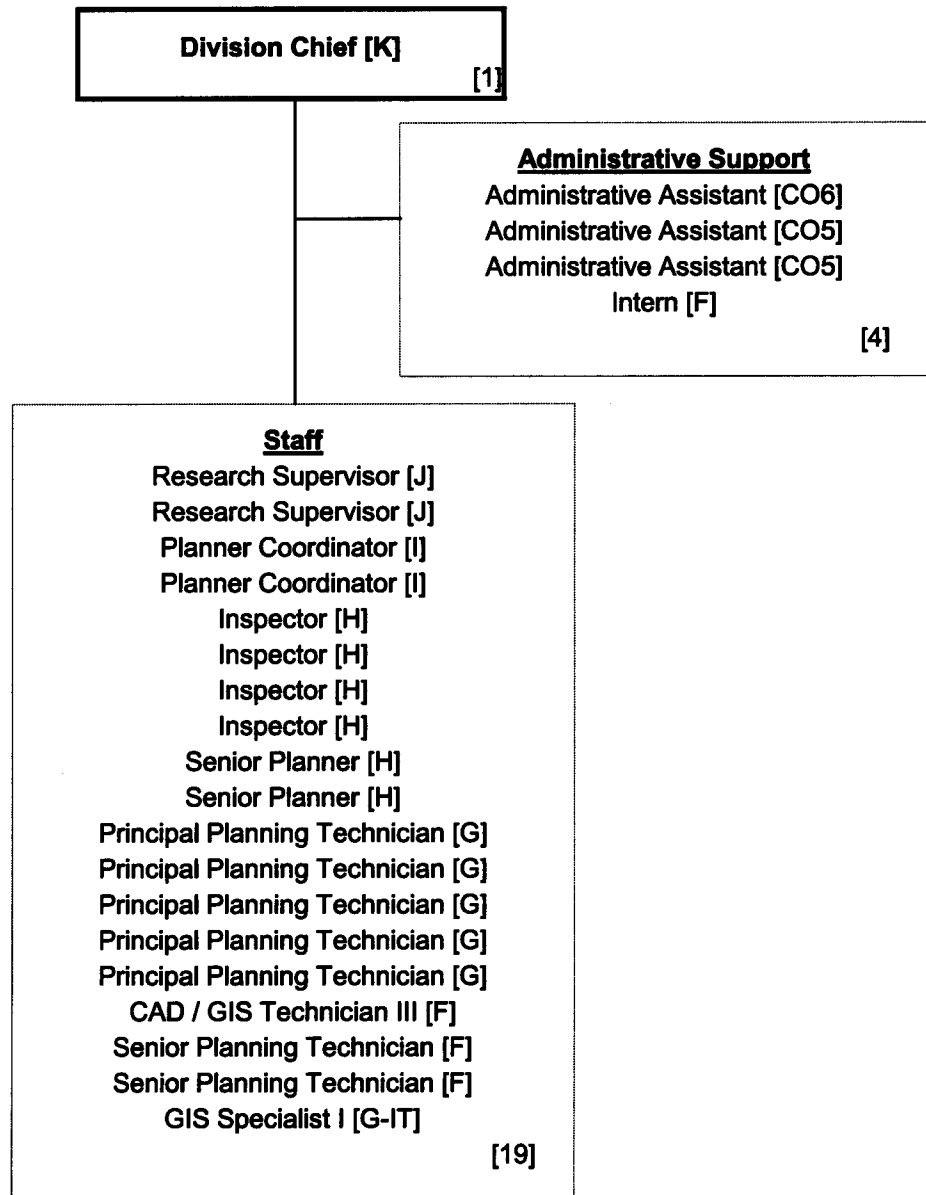 Division Chief [K]
[1]
Administrative Support
Administrative Assistant [CO6]
Administrative Assistant [CO5]
Administrative Assistant [CO5]
Intern [F]
[4]
Staff
Research Supervisor [J]
Research Supervisor [J]
Planner Coordinator [I]
Planner Coordinator [I]
Inspector [H]
Inspector [H]
Inspector [H]
Inspector [H]
Senior Planner [H]
Senior Planner [H]
Principal Planning Technician [G]
Principal Planning Technician [G]
Principal Planning Technician [G]
Principal Planning Technician [G]
Principal Planning Technician [G]
CAD / GIS Technician III [F]
Senior Planning Technician [F]
Senior Planning Technician [F]
GIS Specialist I [G-IT]
[19]